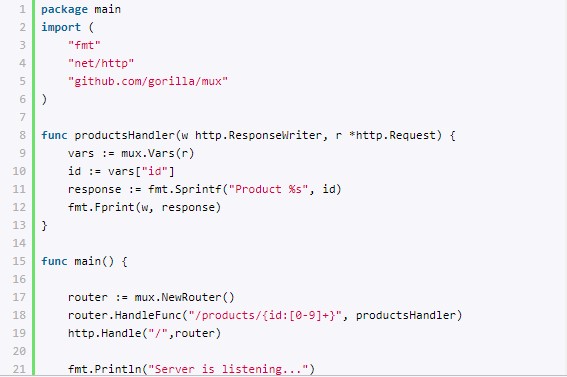 1 package main
2 import (
3     "fmt"
4     "net/http"
5     "github.com/gorilla/mux"
6 )
7
8 func productsHandler(w http.ResponseWriter, r *http.Request) {
9     vars := mux.Vars(r)
10     id := vars["id"]
11     response := fmt.Sprintf("Product %s", id)
12     fmt.Fprint(w, response)
13 }
14
15 func main() {
16
17     router := mux.NewRouter()
18     router.HandleFunc("/products/{id:[0-9]+}", productsHandler)
19     http.Handle("/",router)
20
21     fmt.Println("Server is listening...")